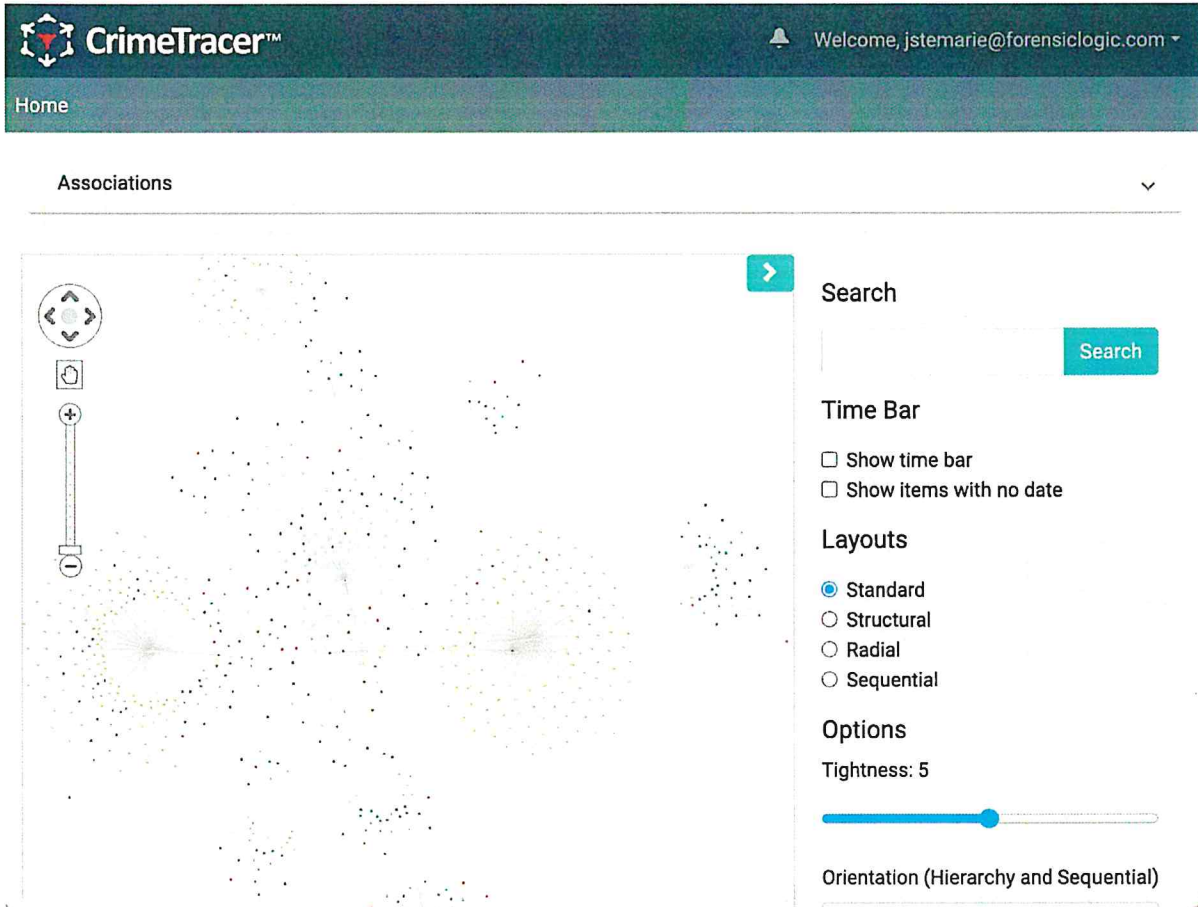 CrimeTracer™
Welcome, jstemarie@forensiclogic.com
Home
Associations
Search
Search
Time Bar
Show time bar
Show items with no date
Layouts
Standard
Structural
Radial
Sequential
Options
Tightness: 5
Orientation (Hierarchy and Sequential)